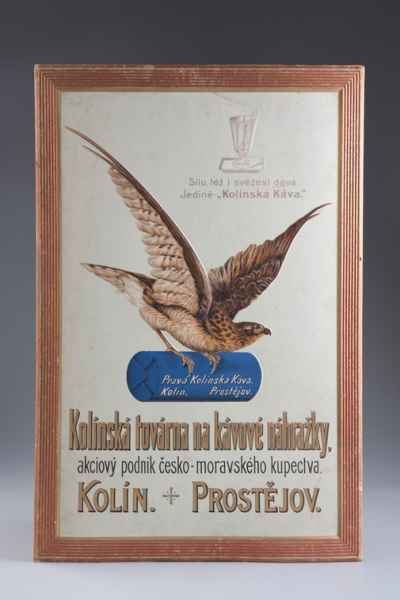 Sílu též i svěžest dává
Jedině „Kolínská Káva."
Pravá Kolínská Káva.
Kolín. Prostějov.
Kolínská továrna na kávové náhražky,
akciový podnik česko-moravského kupectva.
KOLÍN. + PROSTĚJOV.